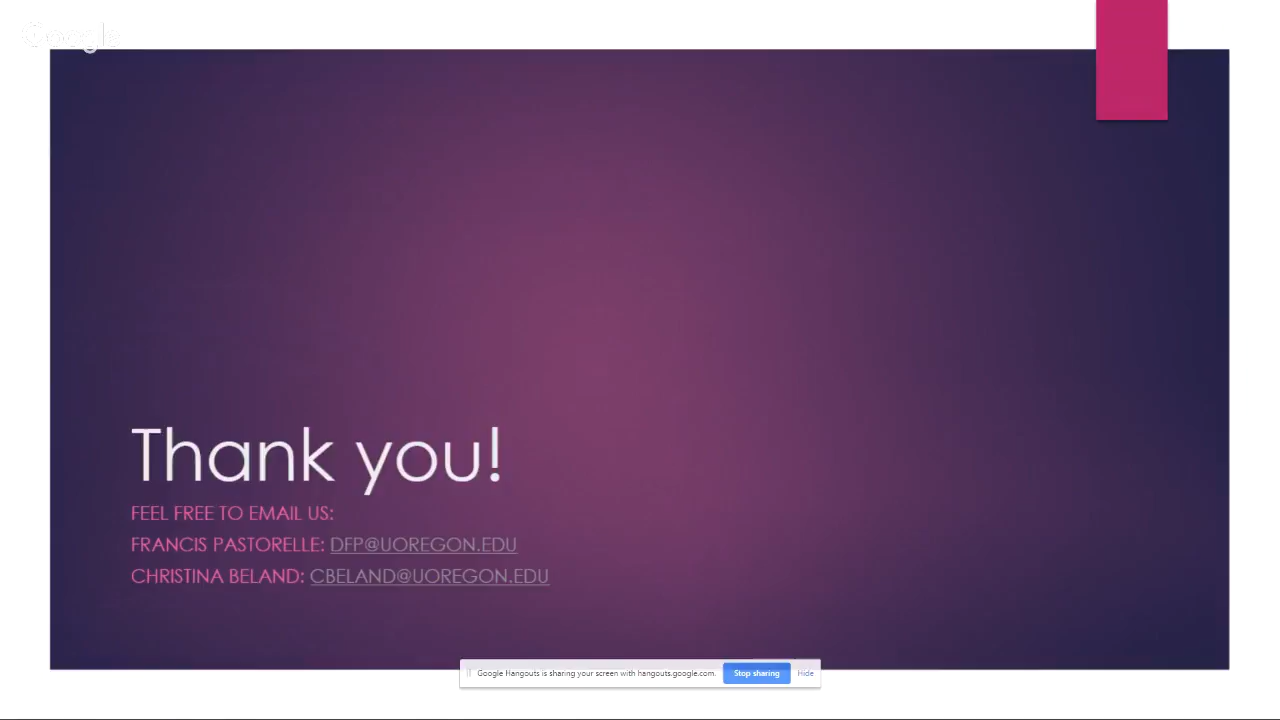 Google
Thank you!
FEEL FREE TO EMAIL US:
FRANCIS PASTORELLE: DFP@UOREGON.EDU
CHRISTINA BELAND: CBELAND@UOREGON.EDU
Google Hangouts is sharing your screen with hangouts.google.com. Stop sharing Hide